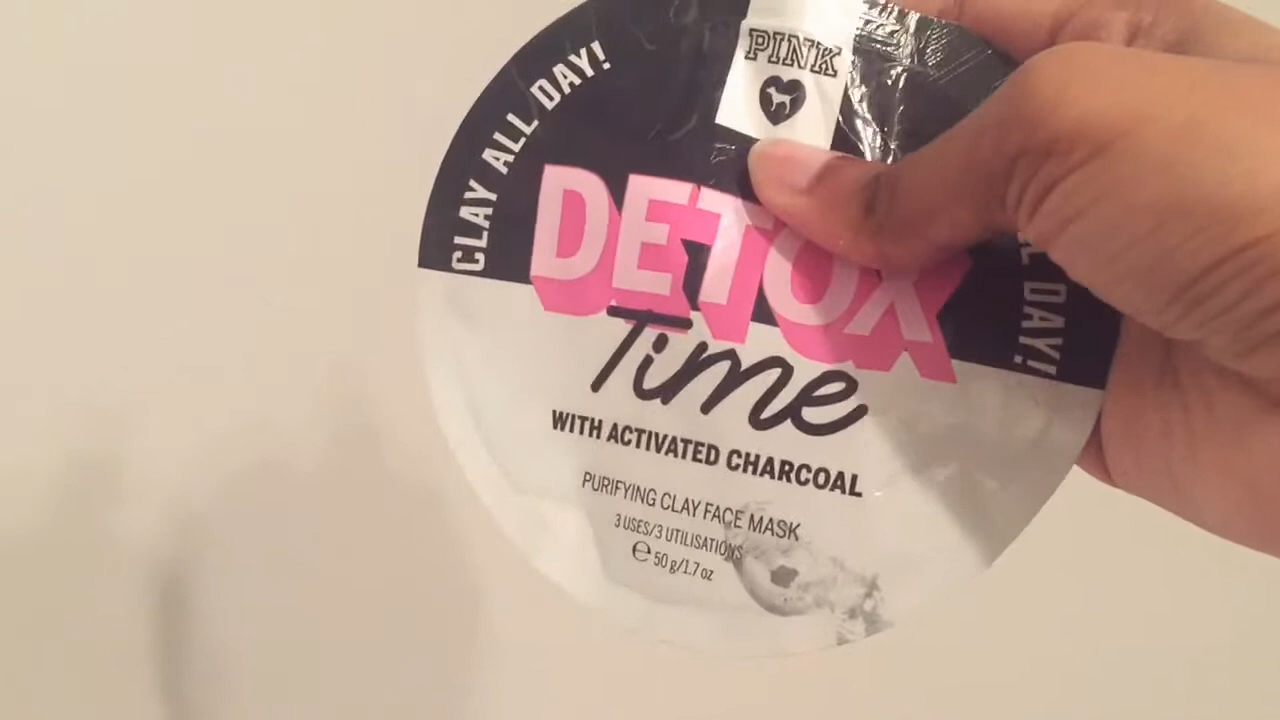 PINK
CLAY ALL DAY!
DETOX
Time
WITH ACTIVATED CHARCOAL
PURIFYING CLAY FACE MASK
3 USES/3 UTILISATIONS
℮ 50 g/1.7 oz
DAY!